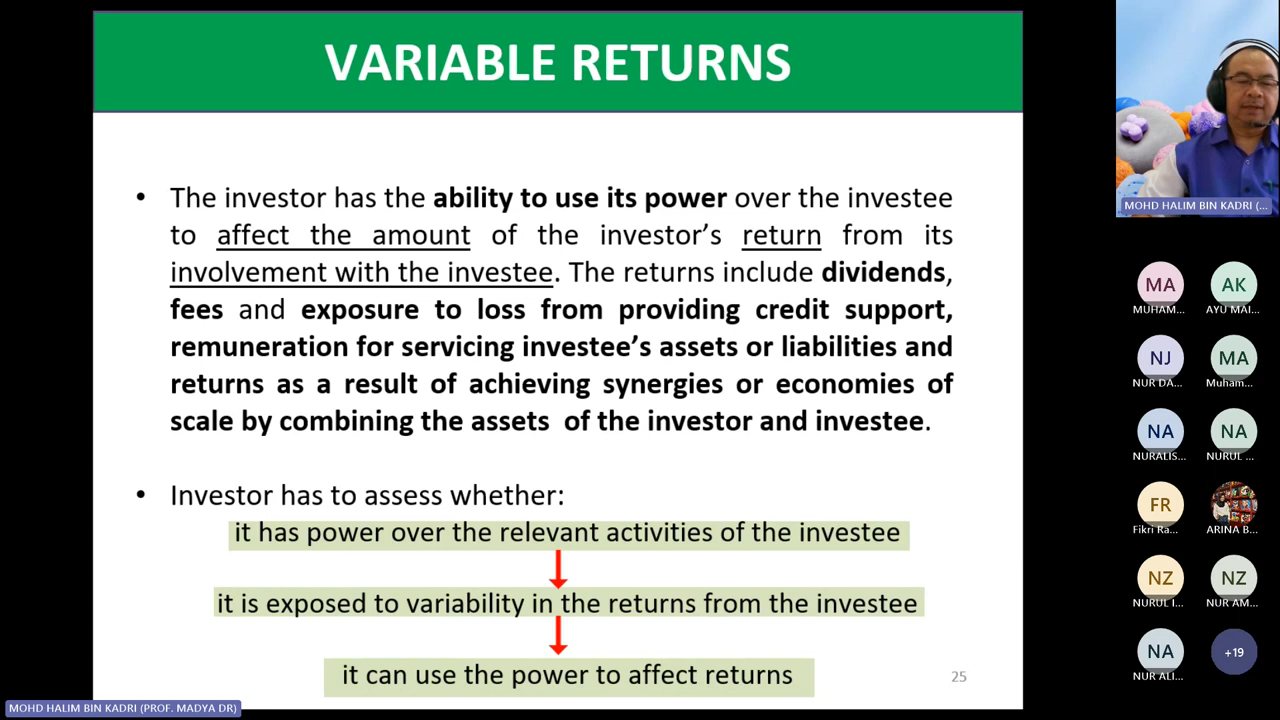 VARIABLE RETURNS
• The investor has the ability to use its power over the investee
to affect the amount of the investor's return from its
involvement with the investee. The returns include dividends,
fees and exposure to loss from providing credit support,
remuneration for servicing investee's assets or liabilities and
returns as a result of achieving synergies or economies of
scale by combining the assets of the investor and investee.
• Investor has to assess whether:
it has power over the relevant activities of the investee
it is exposed to variability in the returns from the investee
it can use the power to affect returns
25
MOHD HALIM BIN KADRI (PROF. MADYA DR)
MOHD HALIM BIN KADRI (...
MA
MUHAM...
AK
AYU MAI...
NJ
NUR DA...
MA
Muham...
NA
NURALIS...
NA
NURUL ...
FR
Fikri Ra...
ARINA B...
NZ
NURUL I...
NZ
NUR AM...
NA
NUR ALI...
+19